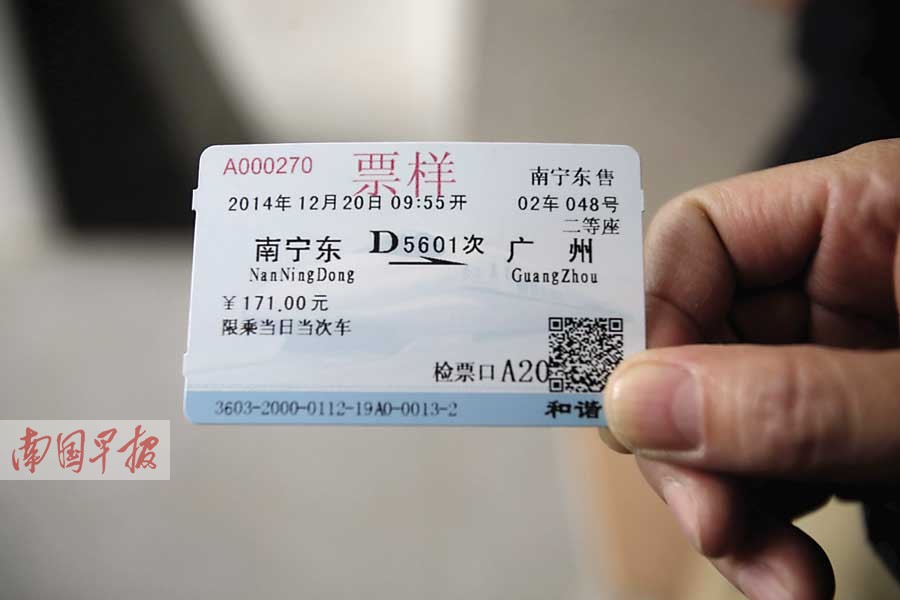 A000270 票样 南宁东 售
2014年 12月20日 09:55开 02车 048号
二等座
南宁东 D5601次 广 州
NanNingDong GuangZhou
￥171.00元
限乘当日当次车
检票口 A20
3603-2000-0112-19A0-0013-2 和谐
南国早报